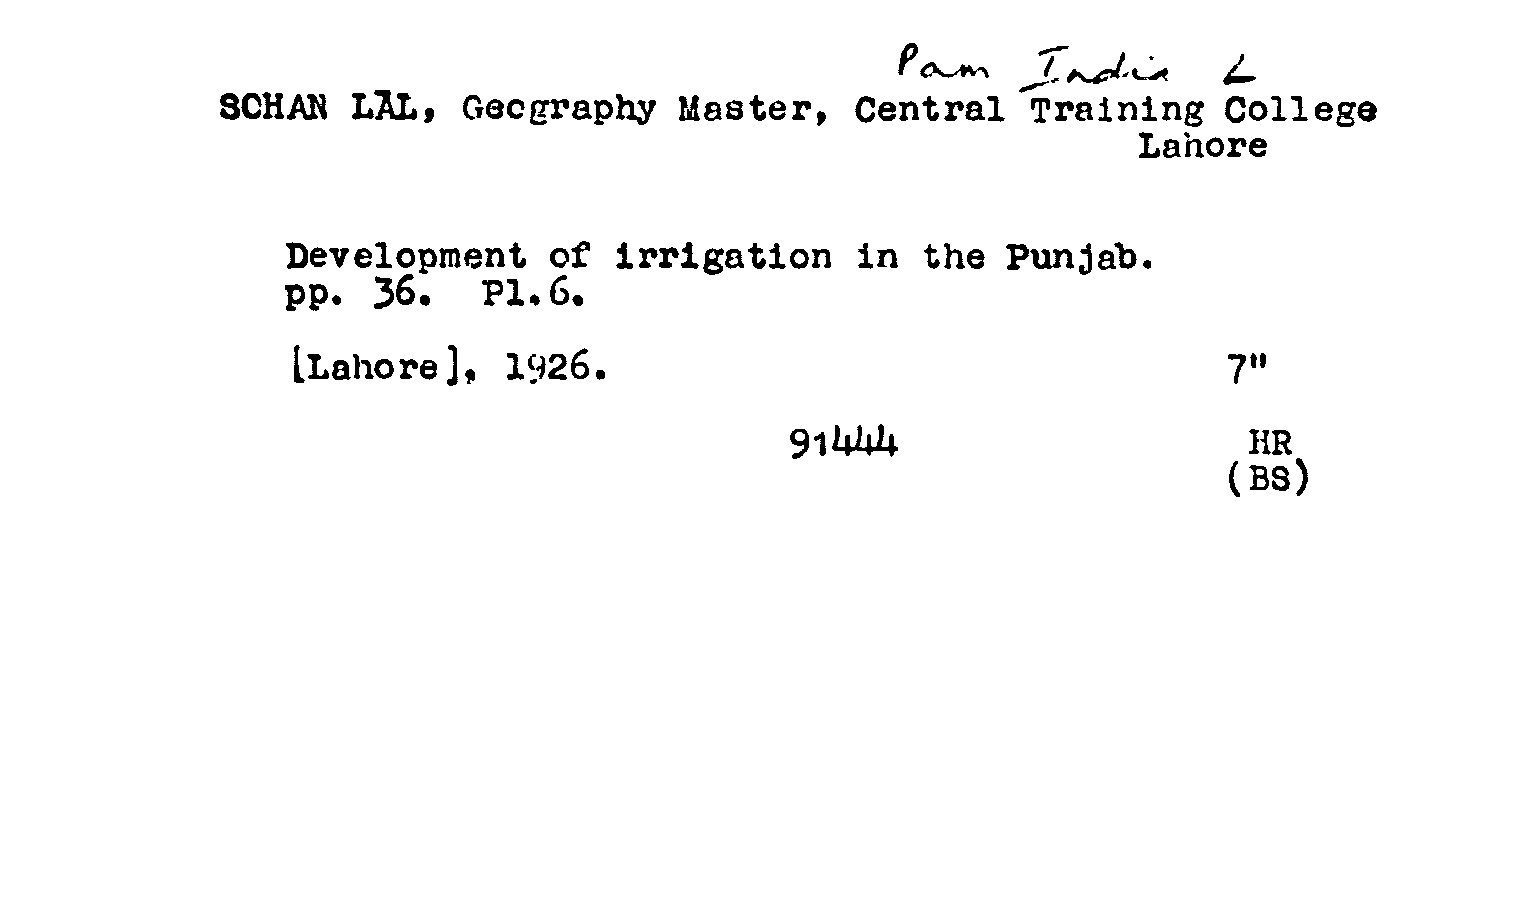 Pam India L
SOHAN LĀL, Geography Master, Central Training College
Lahore
Development of irrigation in the Punjab.
pp. 36. Pl.6.
[Lahore], 1926. 7"
91444 HR
(BS)